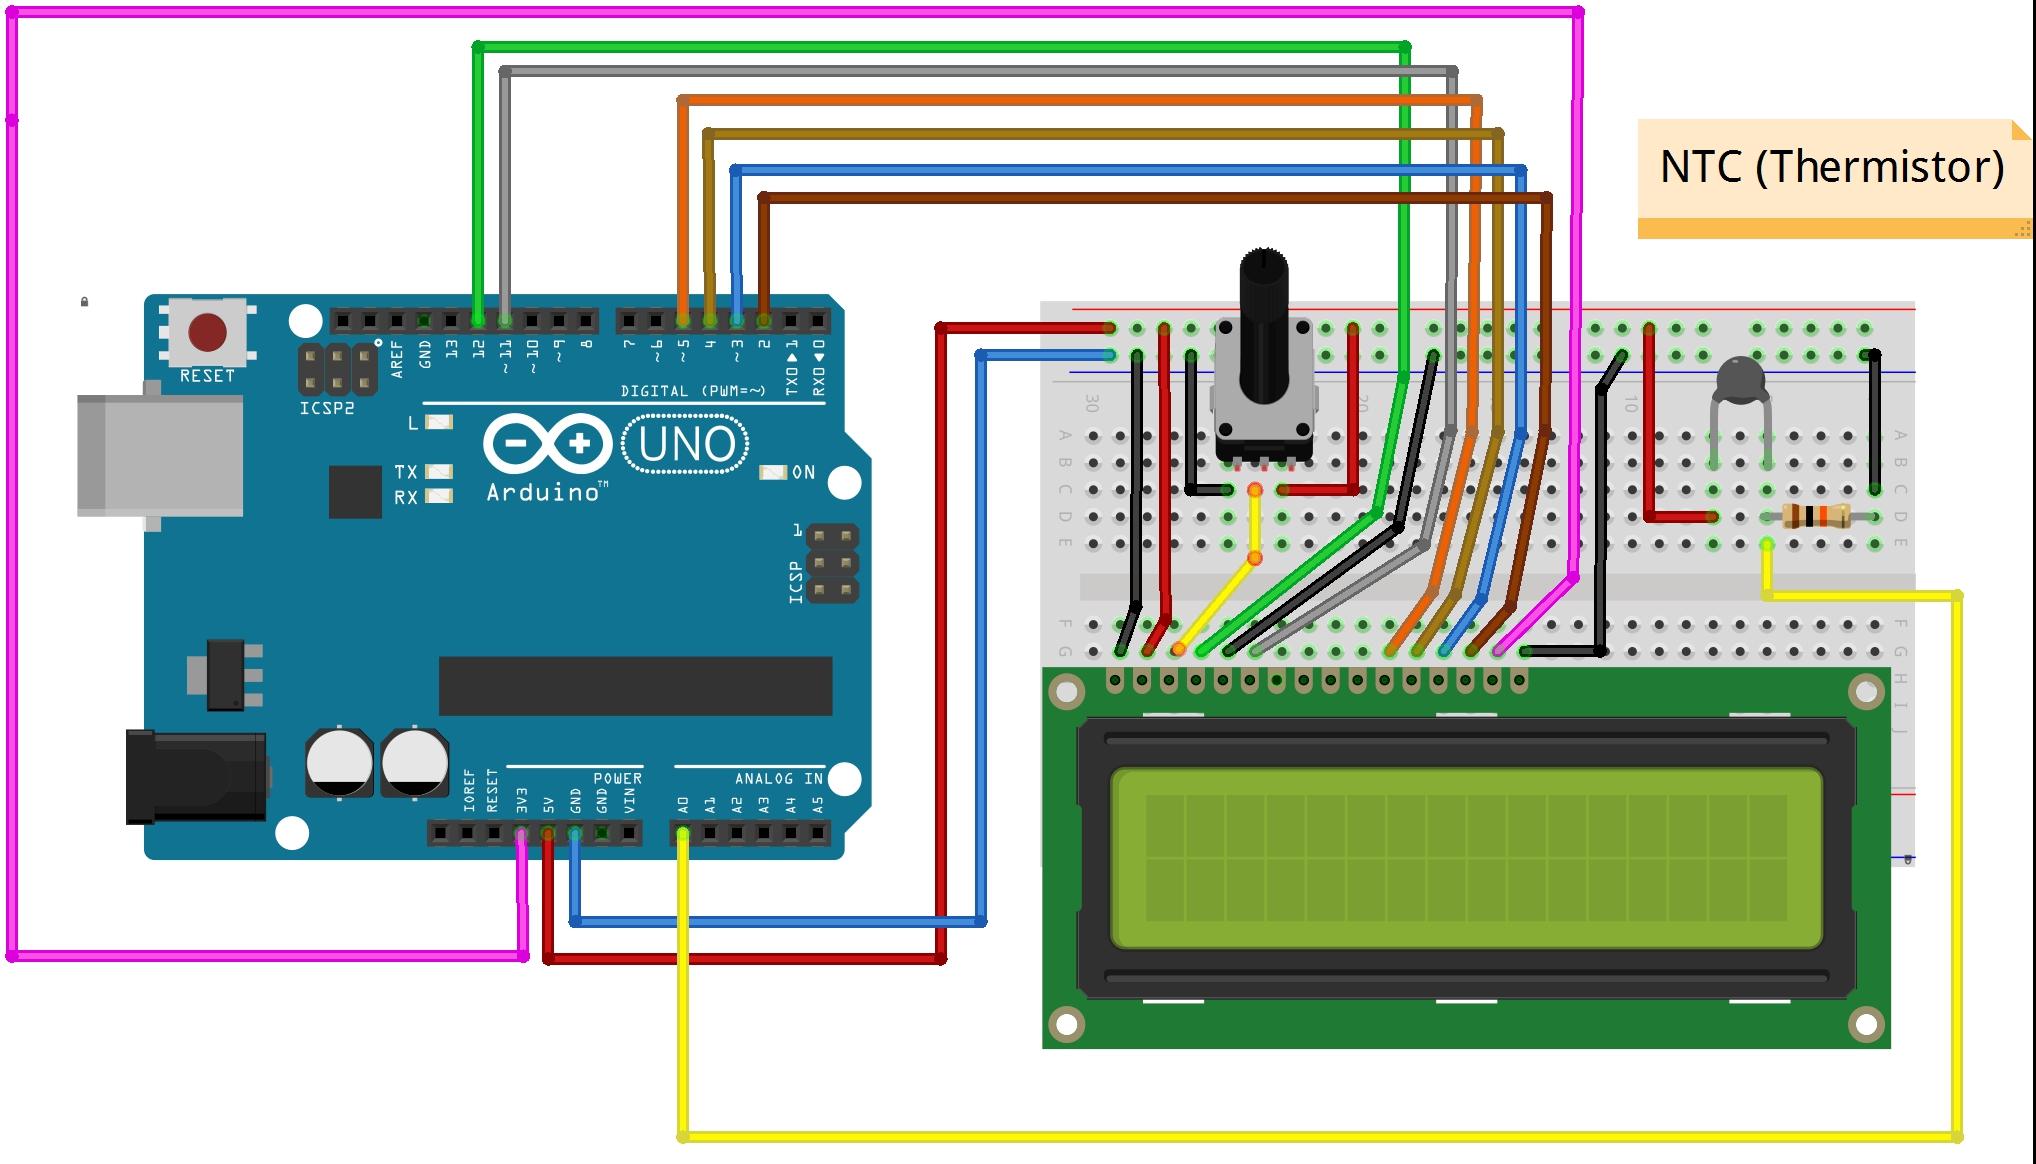 NTC (Thermistor)
RESET
ICSP2
AREF
GND
13
12
~11
~10
~9
8
7
~6
~5
4
~3
2
TX0▶1
RX0◀0
DIGITAL (PWM=~)
L
TX
RX
UNO
Arduino™
ON
1
ICSP
POWER
ANALOG IN
IOREF
RESET
3V3
5V
GND
GND
VIN
A0
A1
A2
A3
A4
A5
30
20
10
A
B
C
D
E
F
G
A
B
C
D
E
F
G
H
I
J